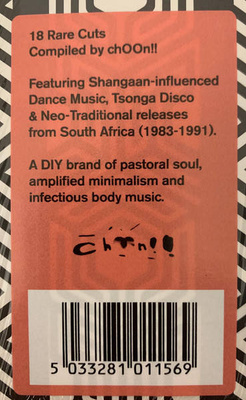 18 Rare Cuts
Compiled by chOOn!!
Featuring Shangaan-influenced
Dance Music, Tsonga Disco
& Neo-Traditional releases
from South Africa (1983-1991).
A DIY brand of pastoral soul,
amplified minimalism and
infectious body music.
chOOn!!
5 033281 011569